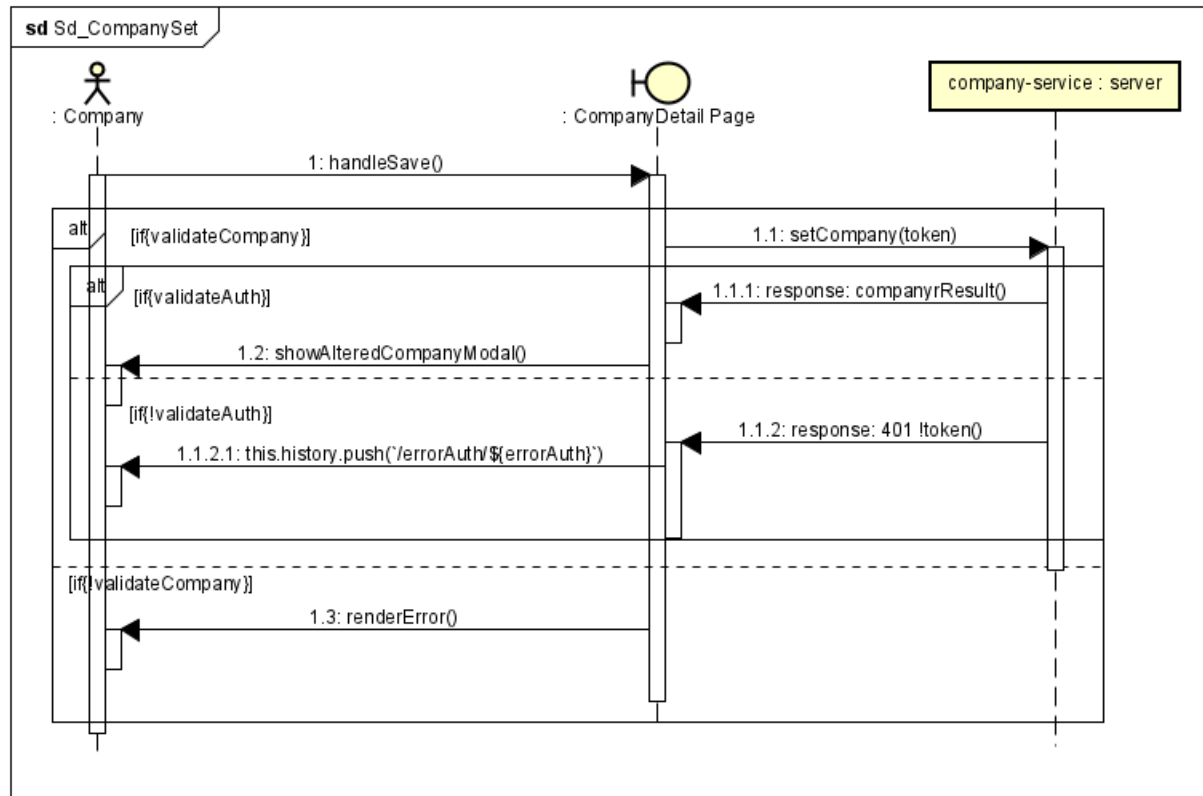 sd Sd_CompanySet
: Company
: CompanyDetail Page
company-service : server
1: handleSave()
alt
[if{validateCompany}]
1.1: setCompany(token)
alt
[if{validateAuth}]
1.1.1: response: companyrResult()
1.2: showAlteredCompanyModal()
[if{!validateAuth}]
1.1.2: response: 401 !token()
1.1.2.1: this.history.push(`/errorAuth/${errorAuth}`)
[if{!validateCompany}]
1.3: renderError()